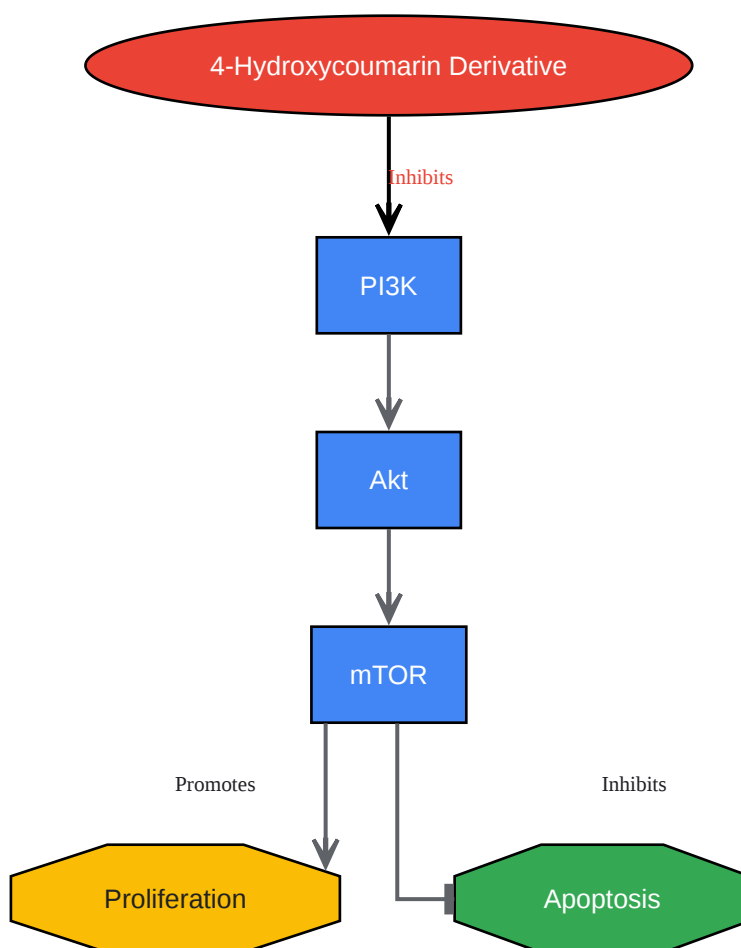 4-Hydroxycoumarin Derivative
Inhibits
PI3K
Akt
mTOR
Promotes
Inhibits
Proliferation
Apoptosis